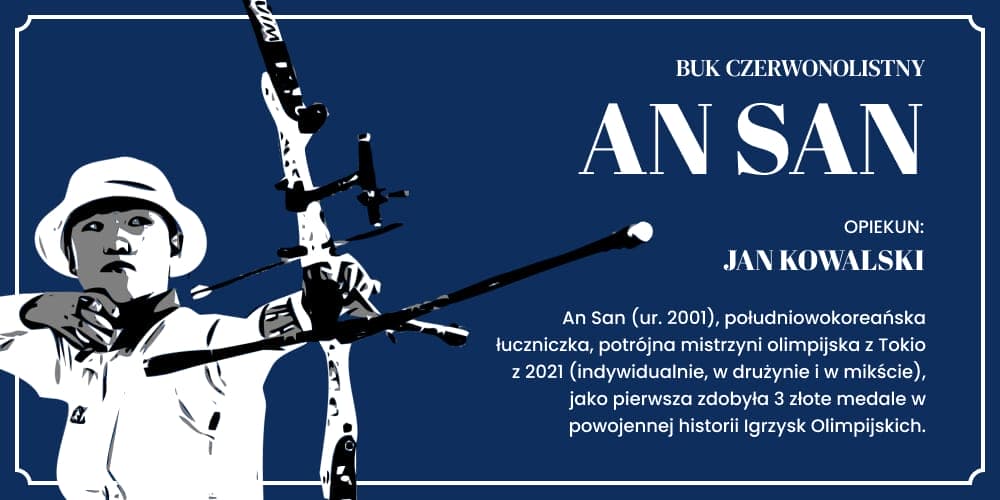 BUK CZERWONOLISTNY
AN SAN
OPIEKUN:
JAN KOWALSKI
An San (ur. 2001), południowokoreańska
łuczniczka, potrójna mistrzyni olimpijska z Tokio
z 2021 (indywidualnie, w drużynie i w mikście),
jako pierwsza zdobyła 3 złote medale w
powojennej historii Igrzysk Olimpijskich.